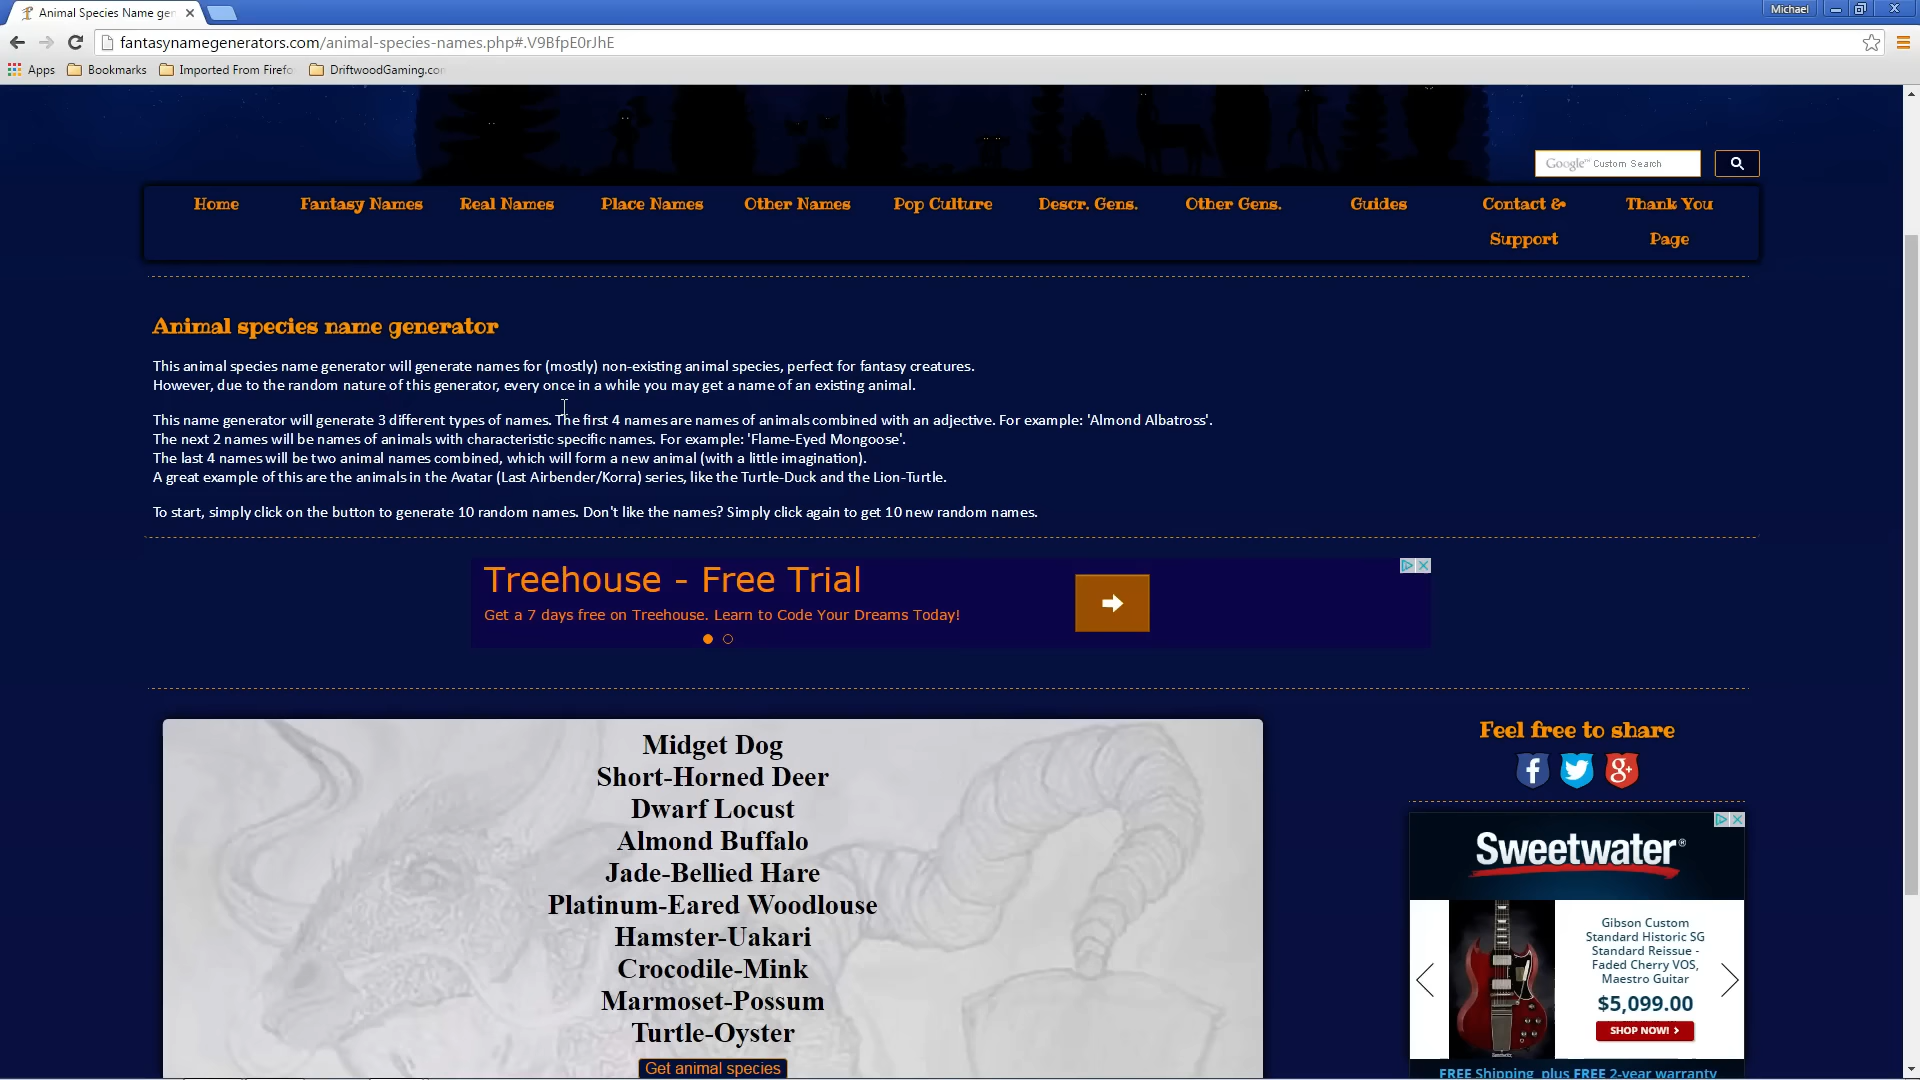 Animal Species Name gen
Michael
fantasynamegenerators.com/animal-species-names.php#.V9BfpE0rJhE
Apps Bookmarks Imported From Firefo DriftwoodGaming.com
Google™ Custom Search
Home Fantasy Names Real Names Place Names Other Names Pop Culture Descr. Gens. Other Gens. Guides Contact & Thank You
Support Page
Animal species name generator
This animal species name generator will generate names for (mostly) non-existing animal species, perfect for fantasy creatures.
However, due to the random nature of this generator, every once in a while you may get a name of an existing animal.
This name generator will generate 3 different types of names. The first 4 names are names of animals combined with an adjective. For example: 'Almond Albatross'.
The next 2 names will be names of animals with characteristic specific names. For example: 'Flame-Eyed Mongoose'.
The last 4 names will be two animal names combined, which will form a new animal (with a little imagination).
A great example of this are the animals in the Avatar (Last Airbender/Korra) series, like the Turtle-Duck and the Lion-Turtle.
To start, simply click on the button to generate 10 random names. Don't like the names? Simply click again to get 10 new random names.
Treehouse - Free Trial
Get a 7 days free on Treehouse. Learn to Code Your Dreams Today!
Midget Dog
Short-Horned Deer
Dwarf Locust
Almond Buffalo
Jade-Bellied Hare
Platinum-Eared Woodlouse
Hamster-Uakari
Crocodile-Mink
Marmoset-Possum
Turtle-Oyster
Get animal species
Feel free to share
Sweetwater®
Gibson Custom
Standard Historic SG
Standard Reissue -
Faded Cherry VOS,
Maestro Guitar
$5,099.00
SHOP NOW! >
FREE Shipping, plus FREE 2-year warranty